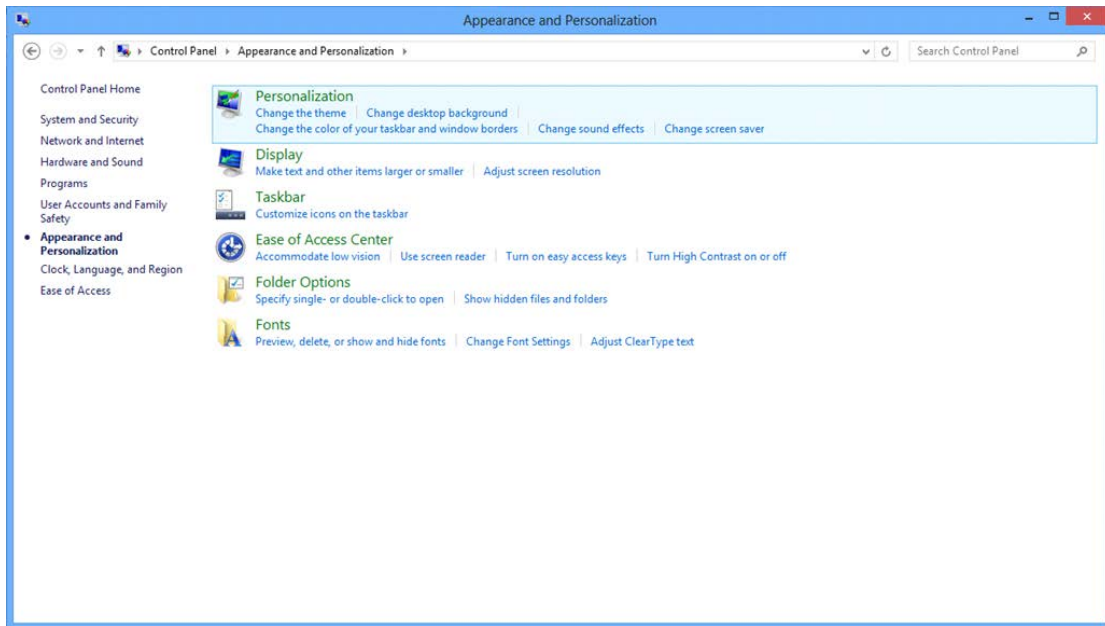 Appearance and Personalization
Control Panel Appearance and Personalization
Search Control Panel
Control Panel Home
System and Security
Network and Internet
Hardware and Sound
Programs
User Accounts and Family
Safety
Appearance and
Personalization
Clock, Language, and Region
Ease of Access
Personalization
Change the theme Change desktop background
Change the color of your taskbar and window borders Change sound effects Change screen saver
Display
Make text and other items larger or smaller Adjust screen resolution
Taskbar
Customize icons on the taskbar
Ease of Access Center
Accommodate low vision Use screen reader Turn on easy access keys Turn High Contrast on or off
Folder Options
Specify single- or double-click to open Show hidden files and folders
Fonts
Preview, delete, or show and hide fonts Change Font Settings Adjust ClearType text